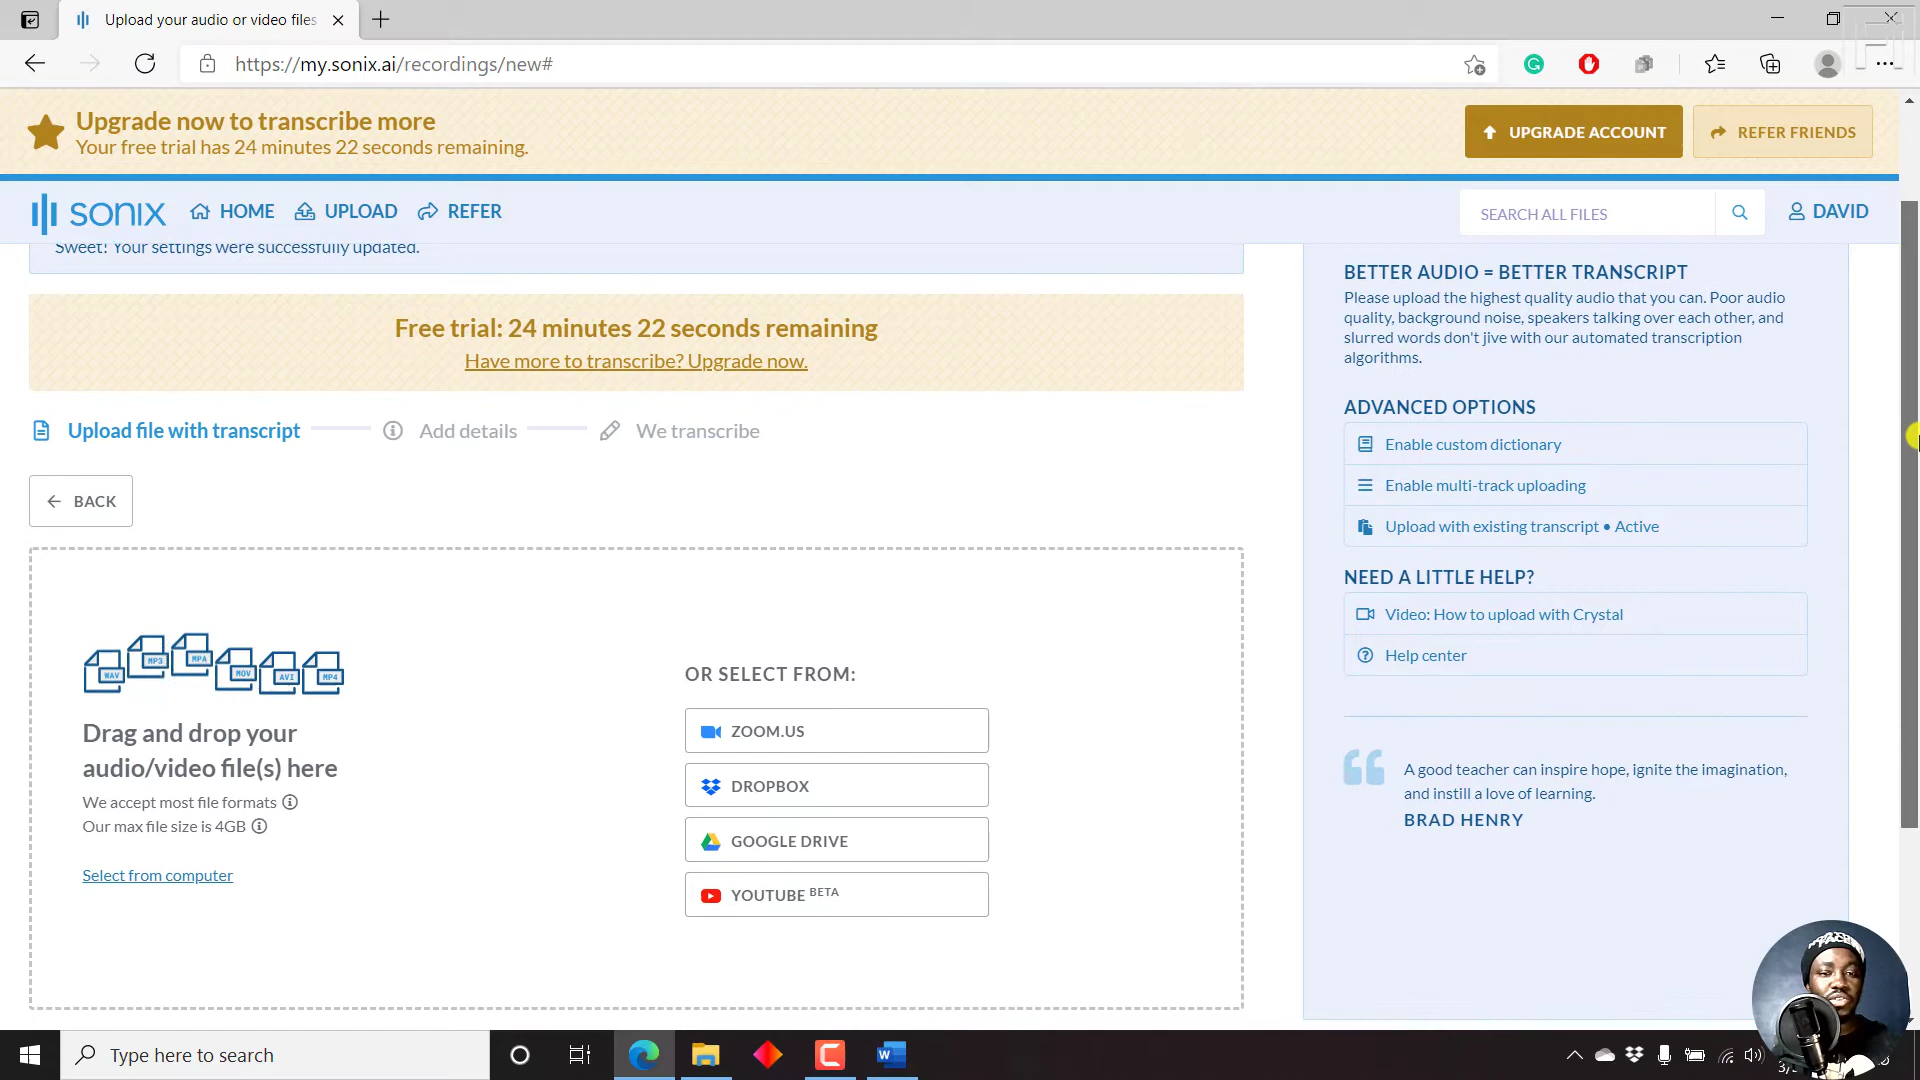 Upload your audio or video files
https://my.sonix.ai/recordings/new#
Upgrade now to transcribe more
Your free trial has 24 minutes 22 seconds remaining.
UPGRADE ACCOUNT
REFER FRIENDS
sonix
HOME
UPLOAD
REFER
SEARCH ALL FILES
DAVID
Sweet! Your settings were successfully updated.
Free trial: 24 minutes 22 seconds remaining
Have more to transcribe? Upgrade now.
Upload file with transcript
Add details
We transcribe
BACK
WAV
MP3
MPA
MOV
AVI
MP4
Drag and drop your
audio/video file(s) here
We accept most file formats
Our max file size is 4GB
Select from computer
OR SELECT FROM:
ZOOM.US
DROPBOX
GOOGLE DRIVE
YOUTUBE BETA
BETTER AUDIO = BETTER TRANSCRIPT
Please upload the highest quality audio that you can. Poor audio
quality, background noise, speakers talking over each other, and
slurred words don't jive with our automated transcription
algorithms.
ADVANCED OPTIONS
Enable custom dictionary
Enable multi-track uploading
Upload with existing transcript • Active
NEED A LITTLE HELP?
Video: How to upload with Crystal
Help center
A good teacher can inspire hope, ignite the imagination,
and instill a love of learning.
BRAD HENRY
Type here to search